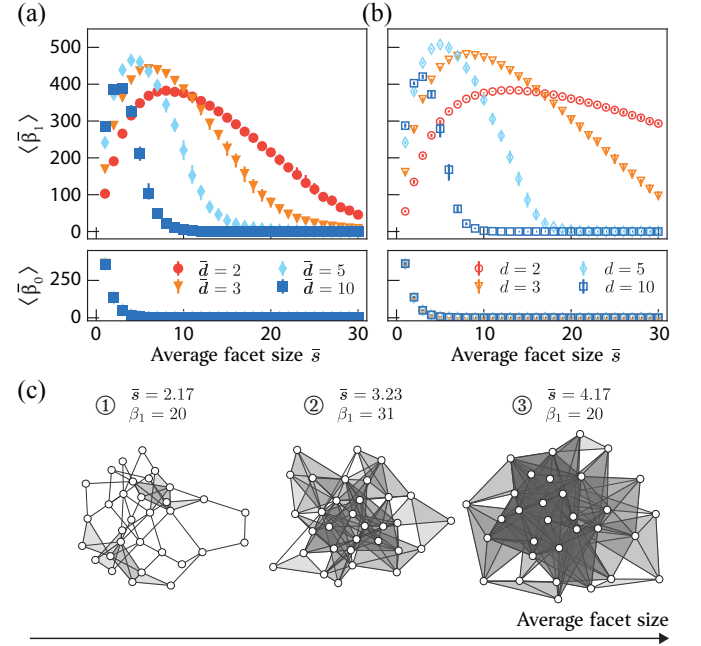 (a)
(b)
500
400
300
200
100
0
⟨β̄₁⟩
250
0
⟨β̄₀⟩
d̄ = 2
d̄ = 3
d̄ = 5
d̄ = 10
d = 2
d = 3
d = 5
d = 10
0 10 20 30
0 10 20 30
Average facet size s̄
Average facet size s̄
(c)
① s̄ = 2.17
β₁ = 20
② s̄ = 3.23
β₁ = 31
③ s̄ = 4.17
β₁ = 20
Average facet size